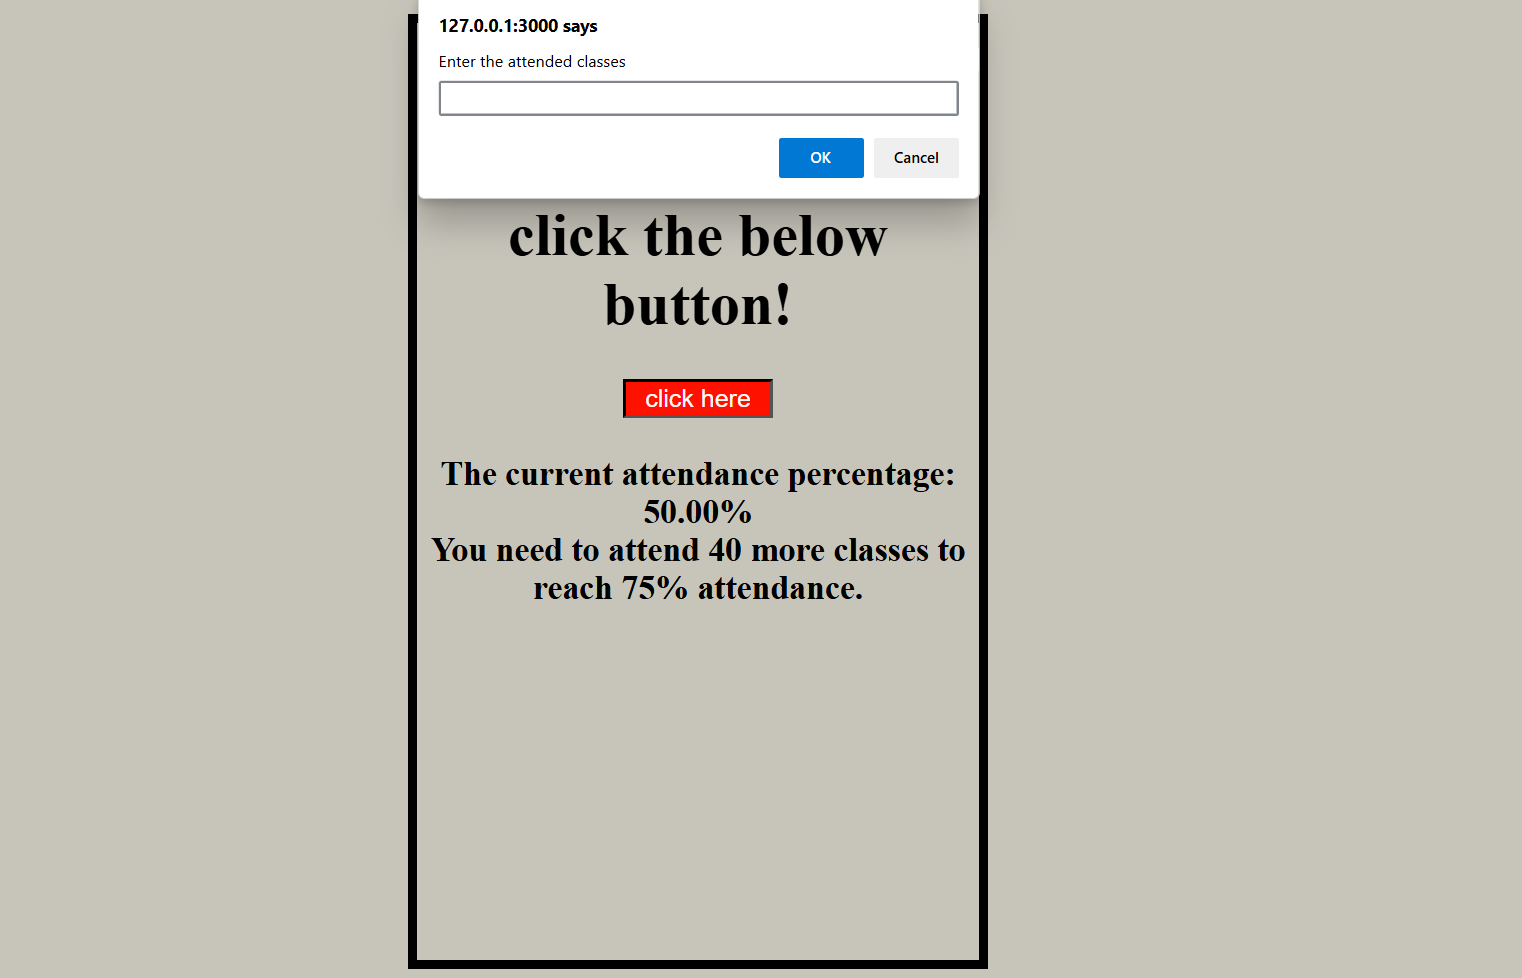 127.0.0.1:3000 says
Enter the attended classes
OK
Cancel
click the below
button!
click here
The current attendance percentage:
50.00%
You need to attend 40 more classes to
reach 75% attendance.